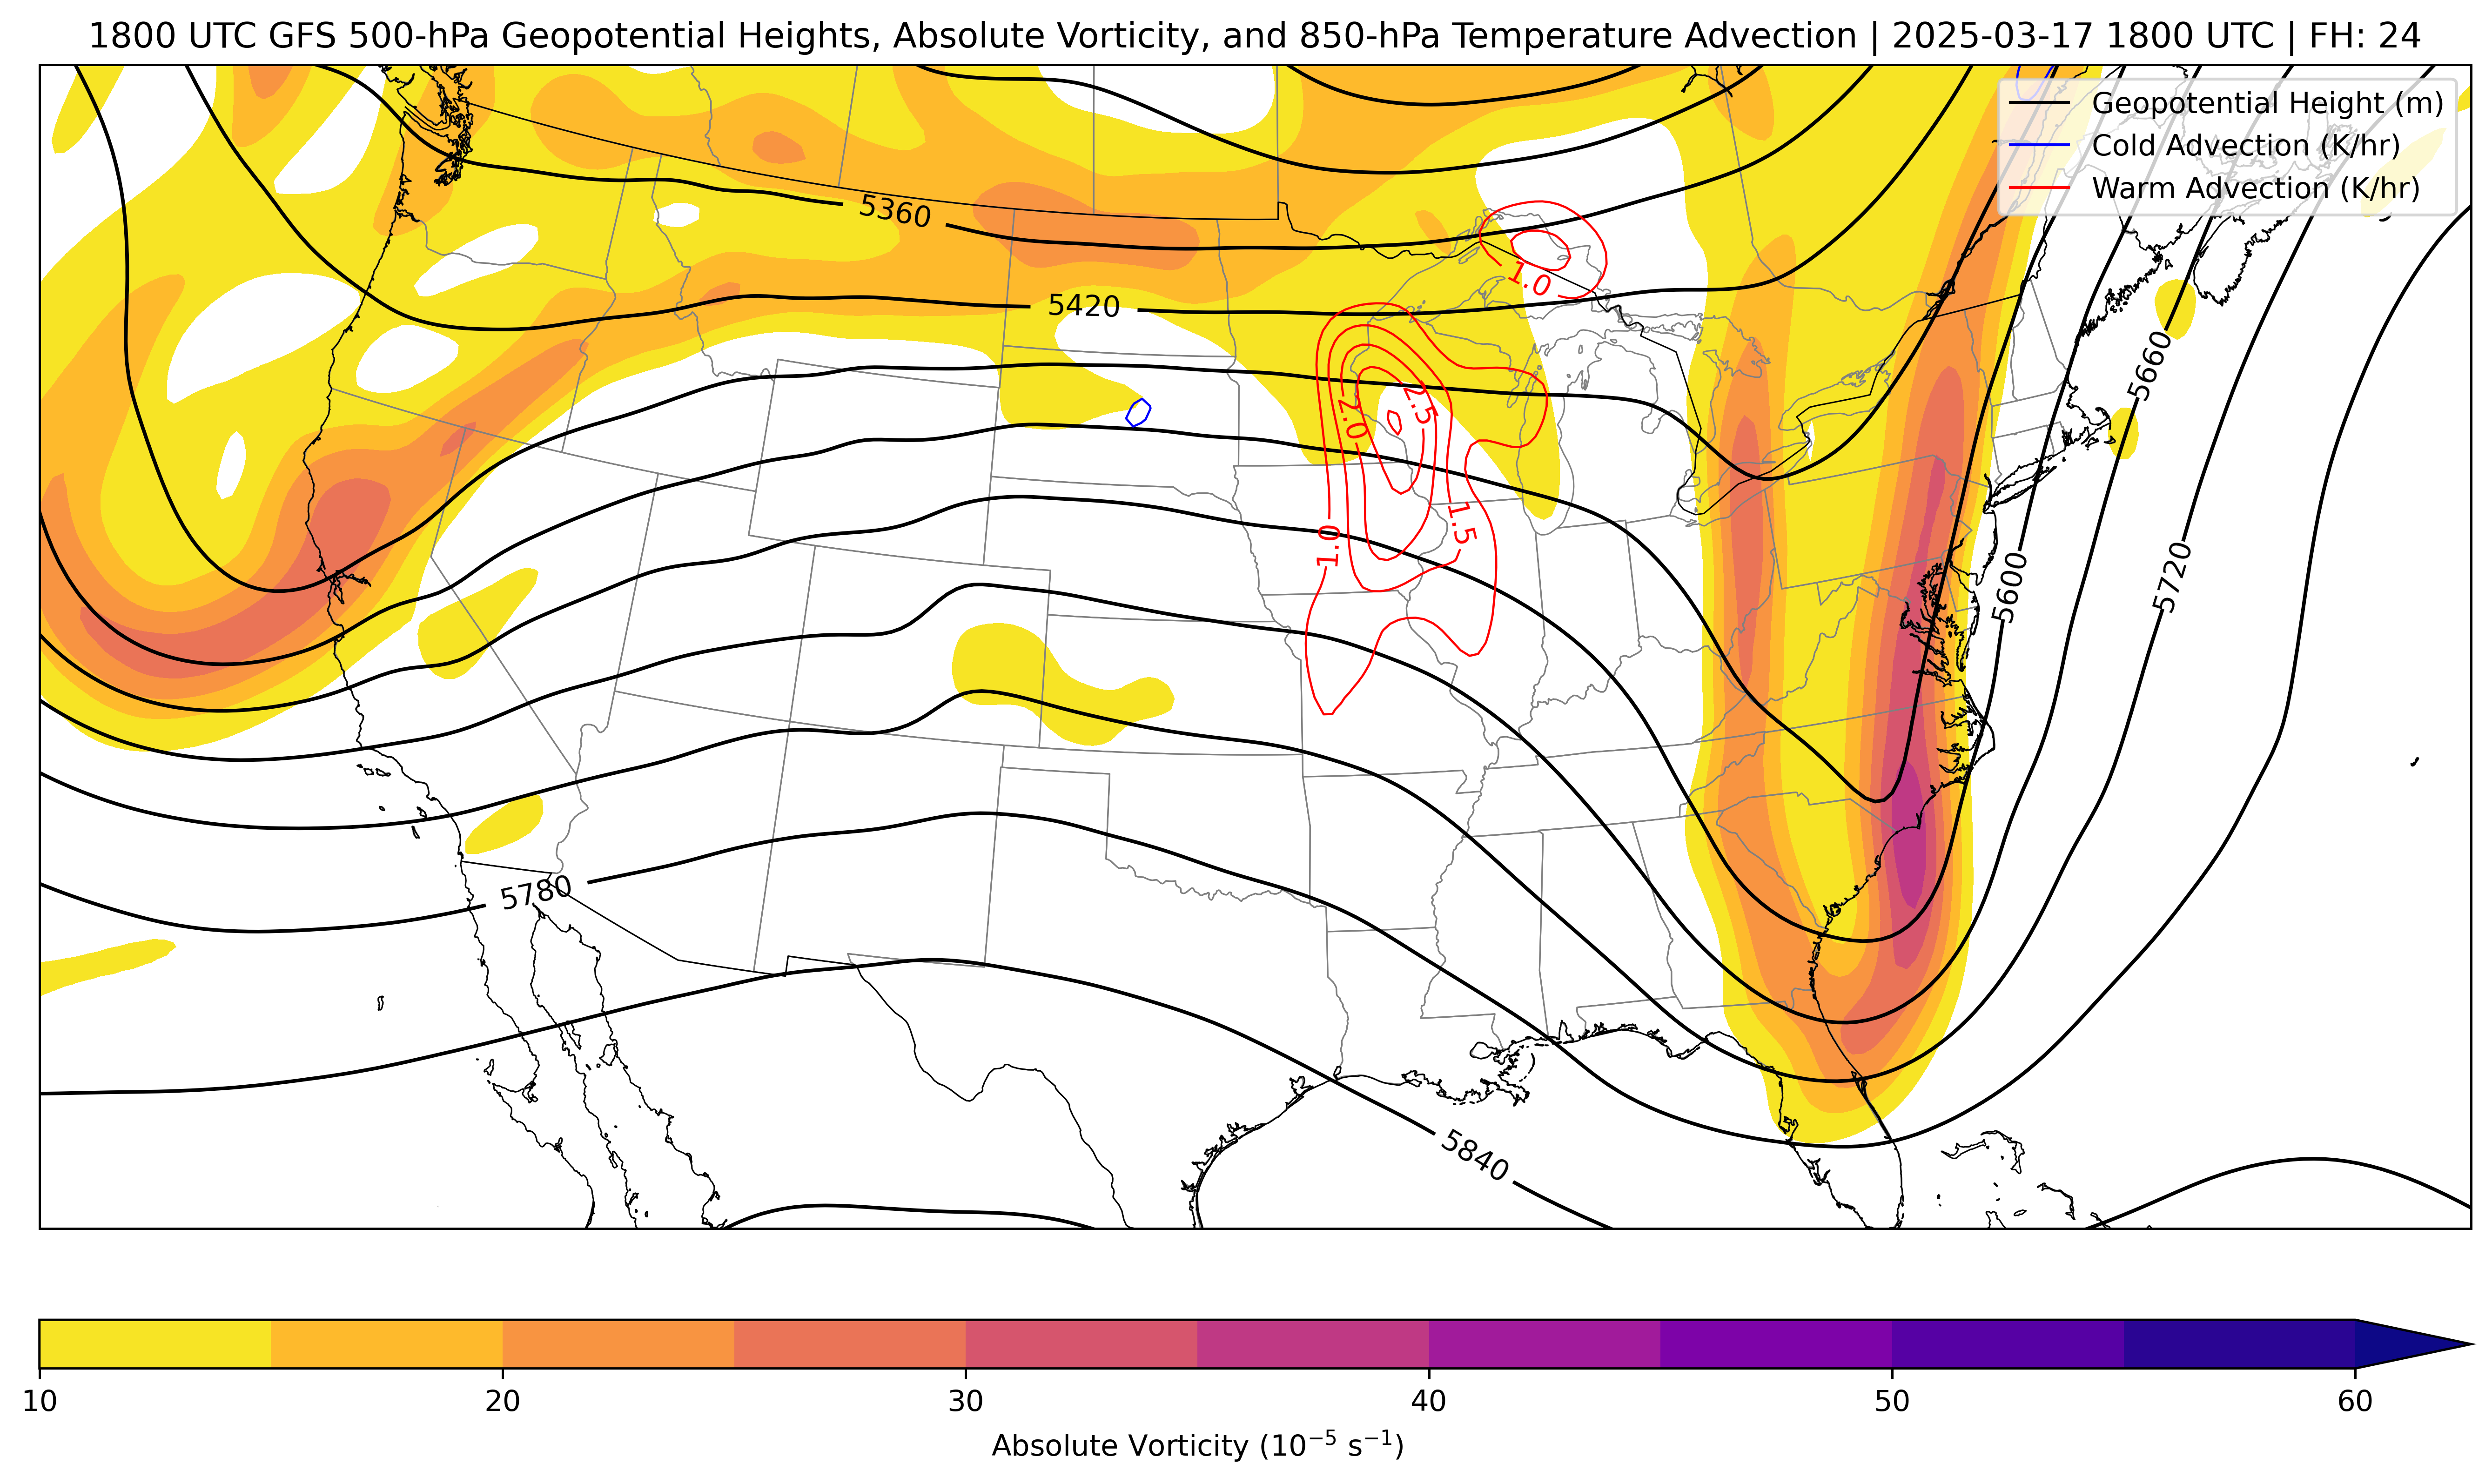 1800 UTC GFS 500-hPa Geopotential Heights, Absolute Vorticity, and 850-hPa Temperature Advection | 2025-03-17 1800 UTC | FH: 24
Geopotential Height (m)
Cold Advection (K/hr)
Warm Advection (K/hr)
5360
1.0
5420
5660
2.5
2.0
1.5
1.0
5600
5720
5780
5840
10 20 30 40 50 60
Absolute Vorticity (10⁻⁵ s⁻¹)